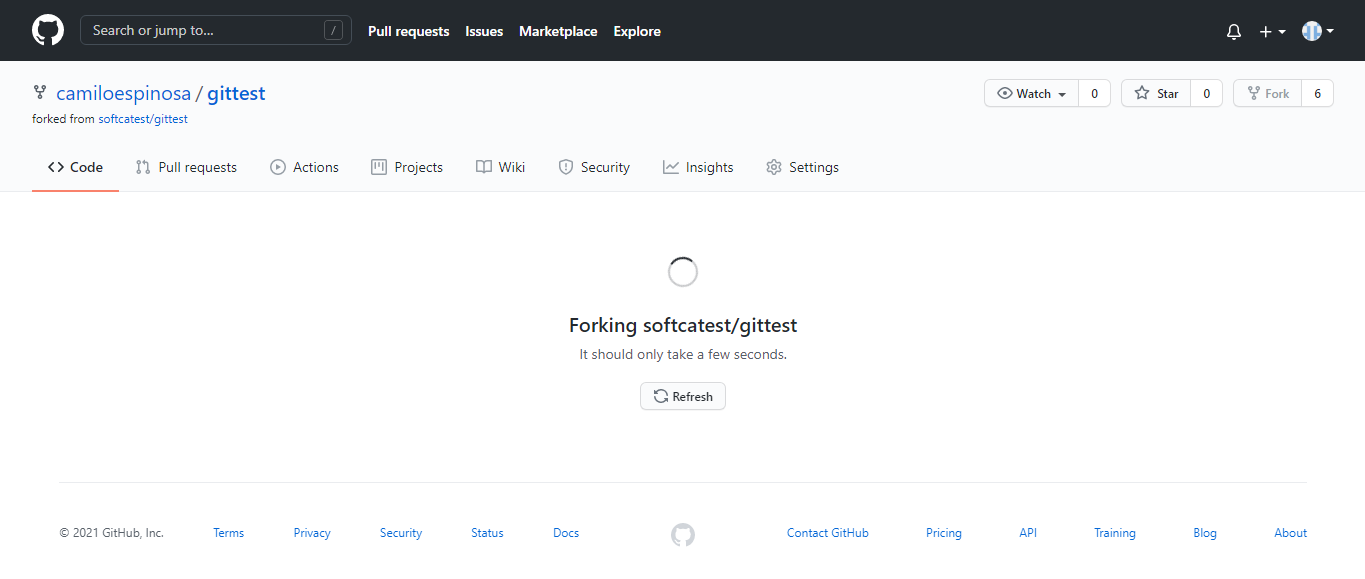 Search or jump to... / Pull requests Issues Marketplace Explore
camiloespinosa / gittest Watch 0 Star 0 Fork 6
forked from softcatest/gittest
Code Pull requests Actions Projects Wiki Security Insights Settings
Forking softcatest/gittest
It should only take a few seconds.
Refresh
© 2021 GitHub, Inc. Terms Privacy Security Status Docs Contact GitHub Pricing API Training Blog About